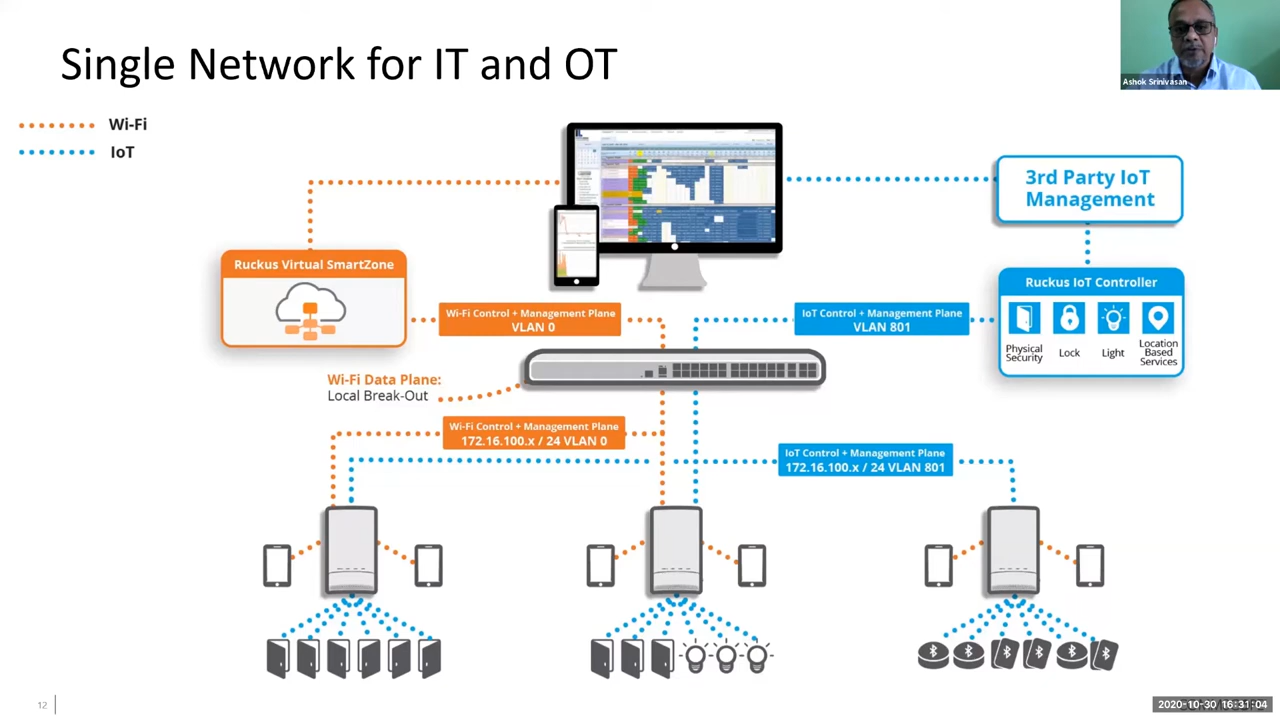 Single Network for IT and OT
Ashok Srinivasan
Wi-Fi
IoT
3rd Party IoT
Management
Ruckus Virtual SmartZone
Ruckus IoT Controller
Physical
Security
Lock
Light
Location
Based
Services
Wi-Fi Control + Management Plane
VLAN 0
IoT Control + Management Plane
VLAN 801
Wi-Fi Data Plane:
Local Break-Out
Wi-Fi Control + Management Plane
172.16.100.x / 24 VLAN 0
IoT Control + Management Plane
172.16.100.x / 24 VLAN 801
12
2020-10-30 16:31:04